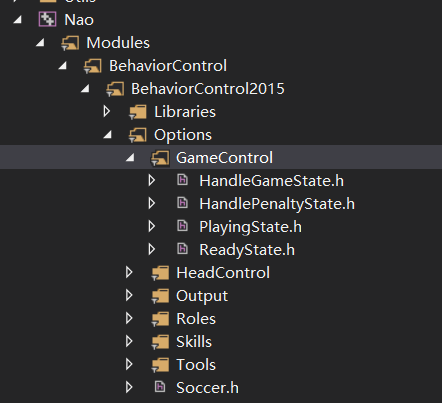 Utils
Nao
Modules
BehaviorControl
BehaviorControl2015
Libraries
Options
GameControl
HandleGameState.h
HandlePenaltyState.h
PlayingState.h
ReadyState.h
HeadControl
Output
Roles
Skills
Tools
Soccer.h